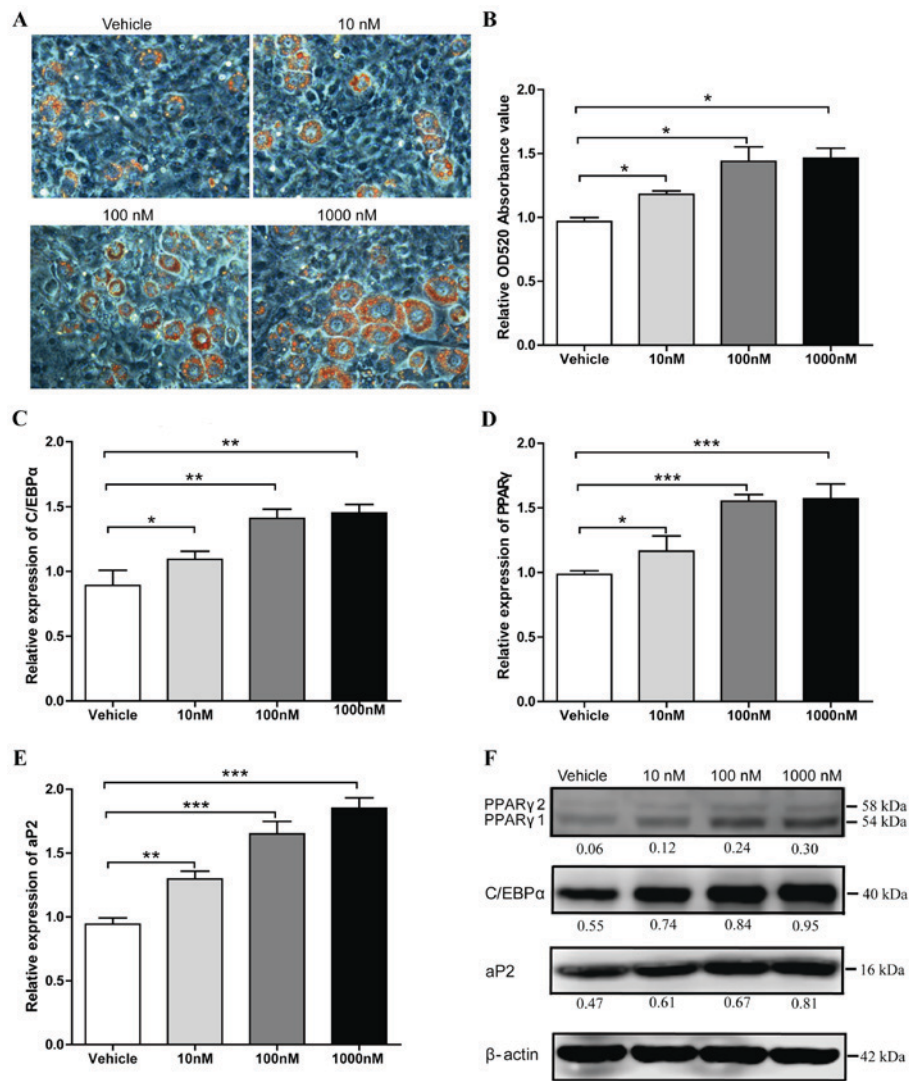 A
Vehicle
10 nM
100 nM
1000 nM
B
Relative OD520 Absorbance value
2.0
1.5
1.0
0.5
0.0
*
*
*
Vehicle
10nM
100nM
1000nM
C
Relative expression of C/EBPα
2.0
1.5
1.0
0.5
0.0
**
**
*
Vehicle
10nM
100nM
1000nM
D
Relative expression of PPARγ
2.0
1.5
1.0
0.5
0.0
***
***
*
Vehicle
10nM
100nM
1000nM
E
Relative expression of aP2
2.0
1.5
1.0
0.5
0.0
***
***
**
Vehicle
10nM
100nM
1000nM
F
Vehicle 10 nM 100 nM 1000 nM
PPARγ2 58 kDa
PPARγ1 54 kDa
0.06 0.12 0.24 0.30
C/EBPα 40 kDa
0.55 0.74 0.84 0.95
aP2 16 kDa
0.47 0.61 0.67 0.81
β-actin 42 kDa